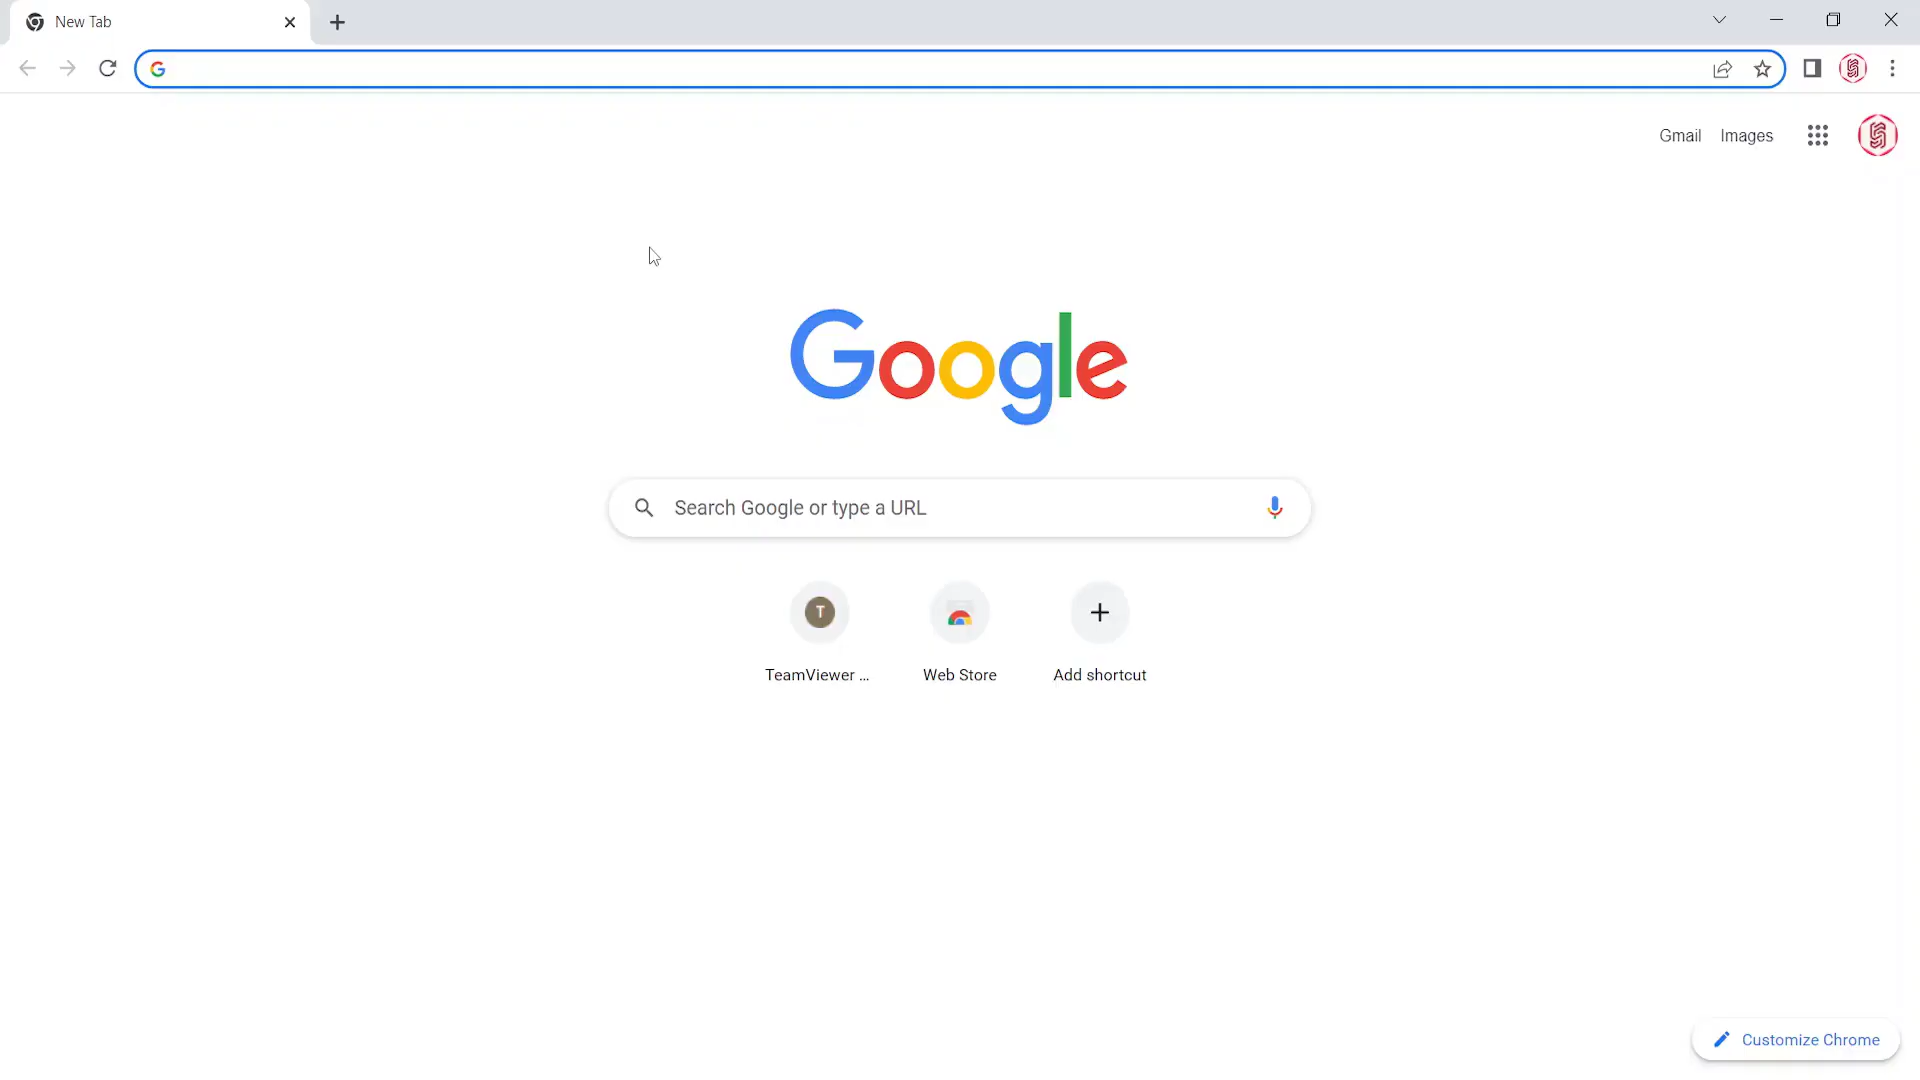 New Tab
Gmail Images
Google
Search Google or type a URL
T
TeamViewer ...
Web Store
Add shortcut
Customize Chrome